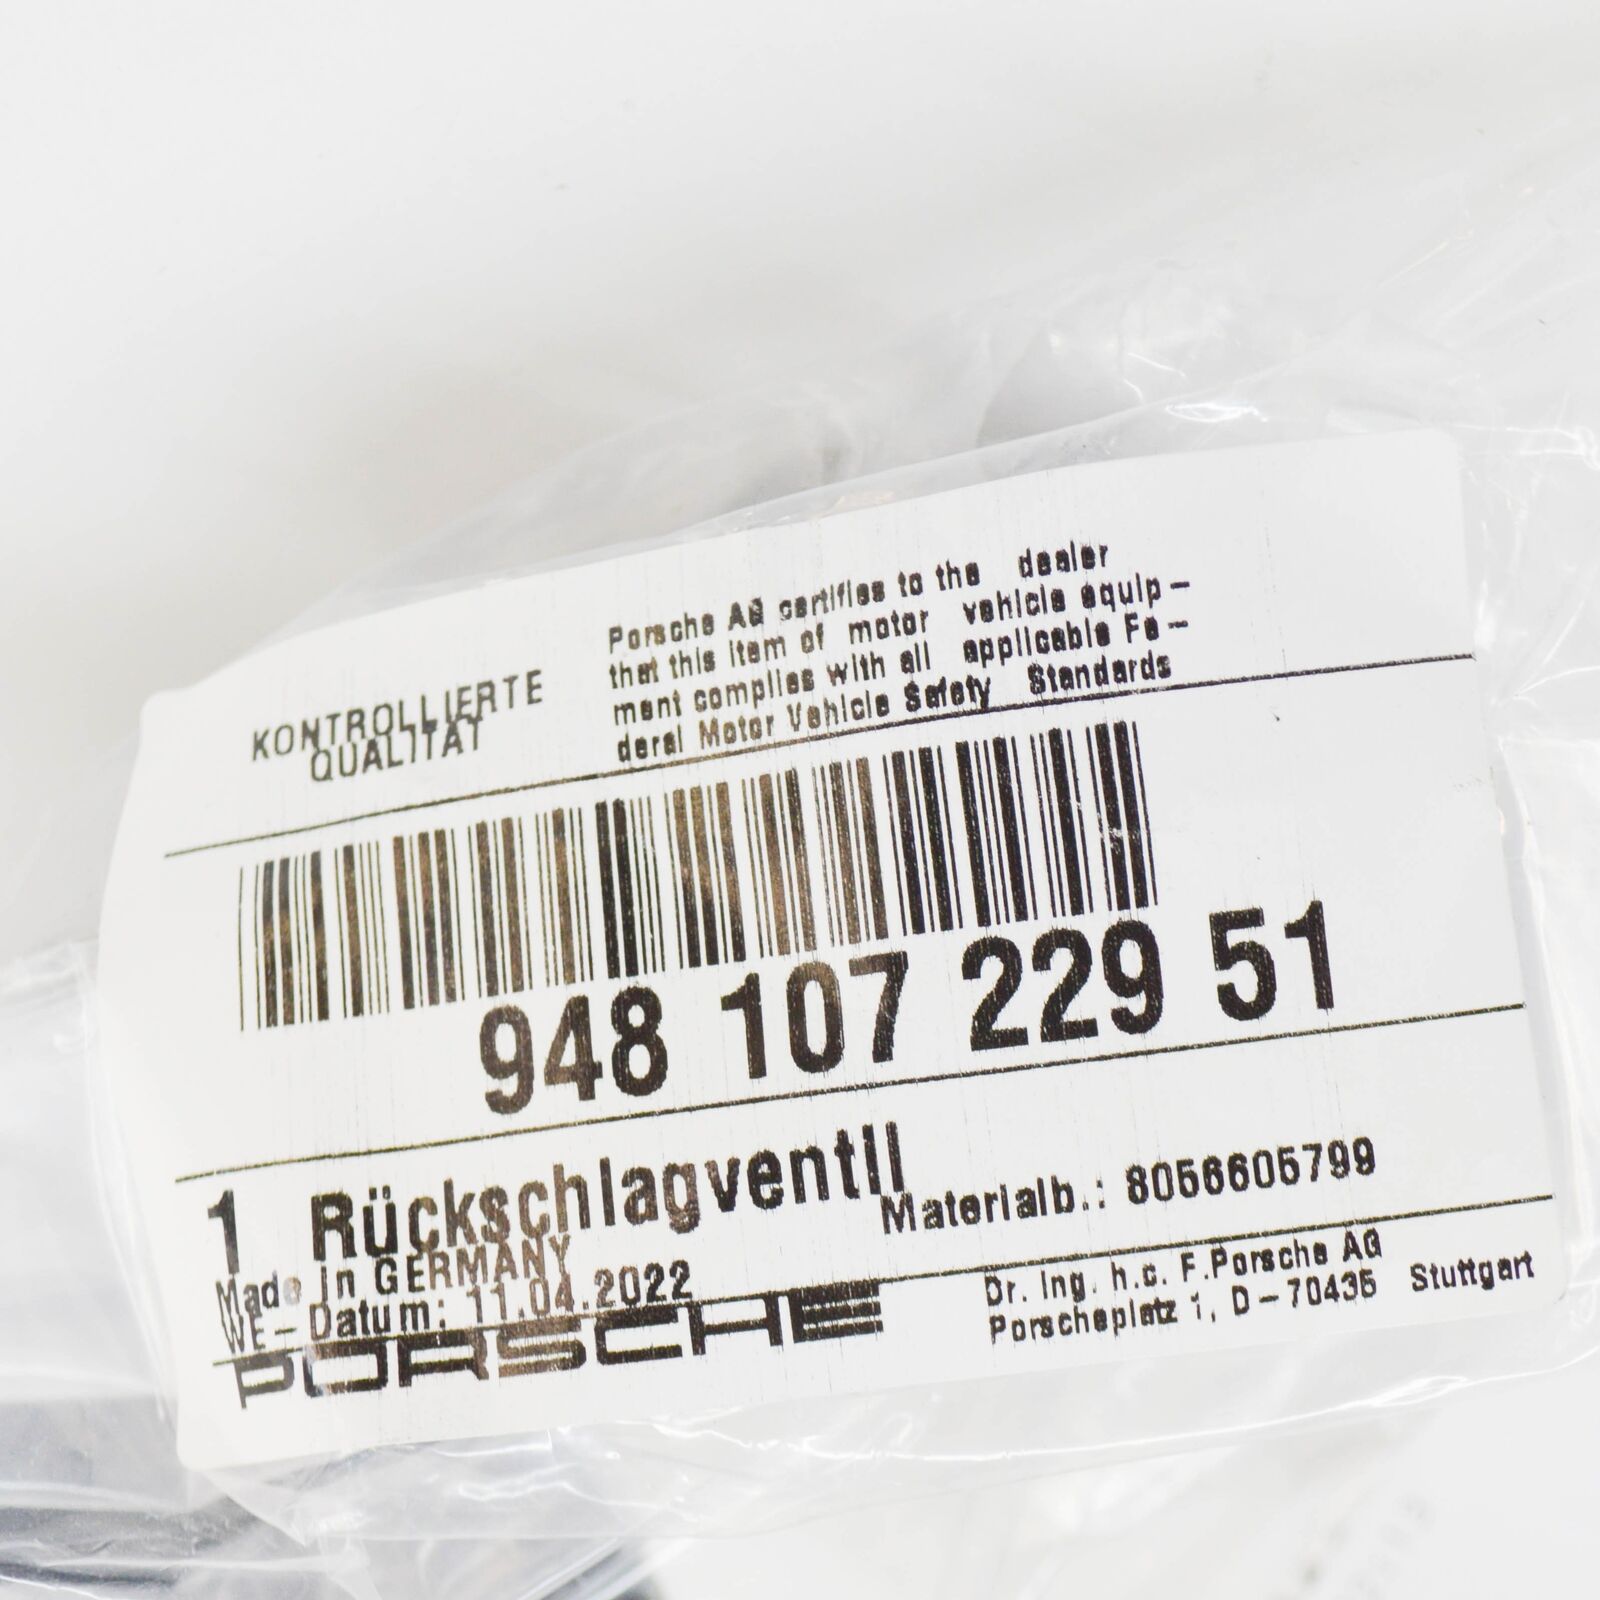 KONTROLLIERTE
QUALITÄT
Porsche AG certifies to the dealer
that this item of motor vehicle equip-
ment complies with all applicable Fe-
deral Motor Vehicle Safety Standards
948 107 229 51
1 Rückschlagventil
Materialb.: 8056605799
Made in GERMANY
WE-Datum: 11.04.2022
PORSCHE
Dr. Ing. h.c. F.Porsche AG
Porscheplatz 1, D-70435 Stuttgart